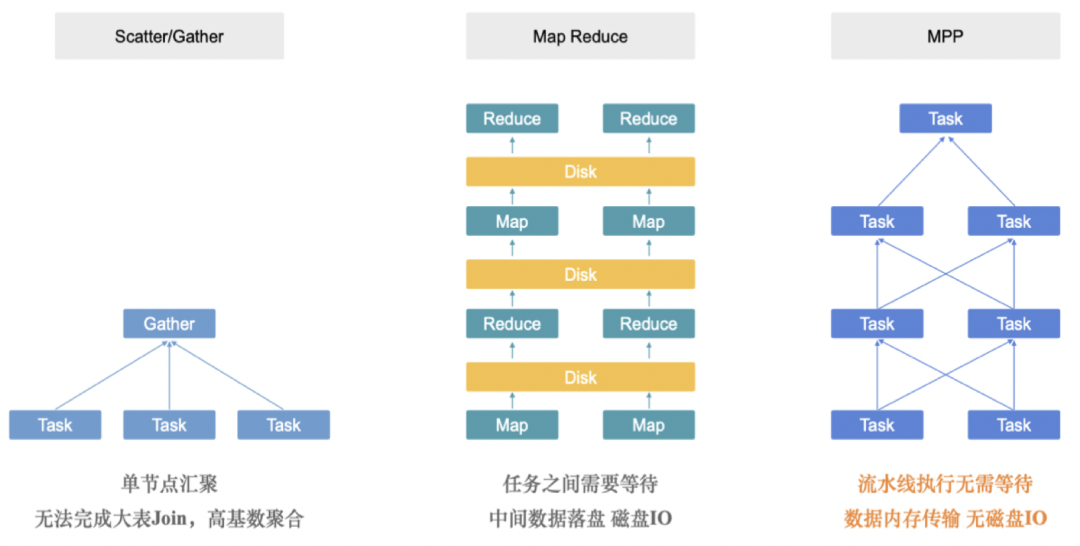 Scatter/Gather
Map Reduce
MPP
Gather
Task
Task
Task
单节点汇聚
无法完成大表Join，高基数聚合
Reduce
Reduce
Disk
Map
Map
Disk
Reduce
Reduce
Disk
Map
Map
任务之间需要等待
中间数据落盘 磁盘IO
Task
Task
Task
Task
Task
Task
Task
流水线执行无需等待
数据内存传输 无磁盘IO